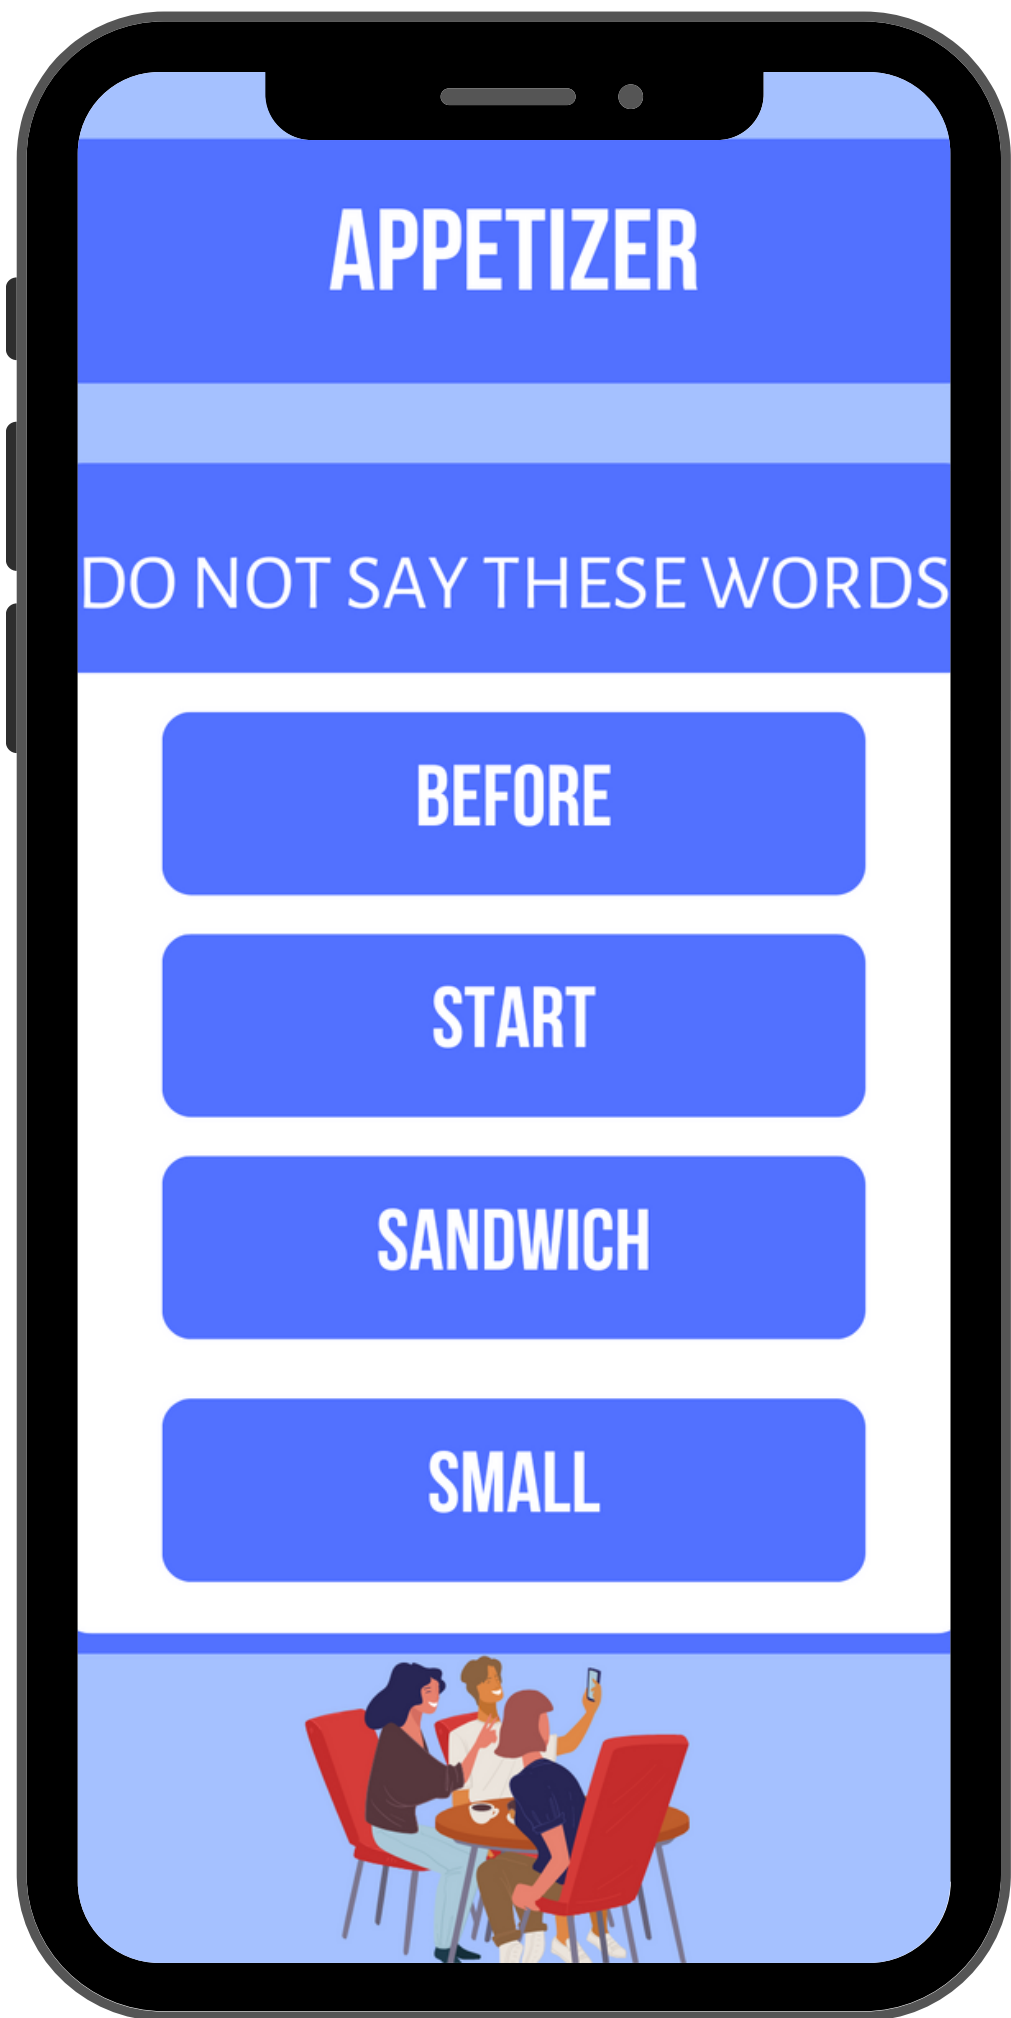 APPETIZER
DO NOT SAY THESE WORDS
BEFORE
START
SANDWICH
SMALL